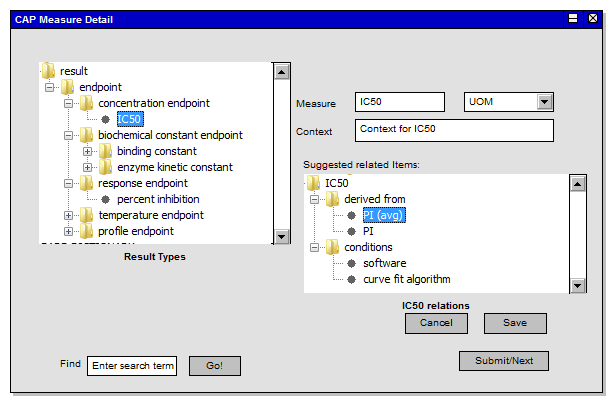 CAP Measure Detail
result
endpoint
concentration endpoint
IC50
biochemical constant endpoint
binding constant
enzyme kinetic constant
response endpoint
percent inhibition
temperature endpoint
profile endpoint
Result Types
Measure IC50 UOM
Context Context for IC50
Suggested related Items:
IC50
derived from
PI (avg)
PI
conditions
software
curve fit algorithm
IC50 relations
Cancel Save
Submit/Next
Find Enter search term Go!